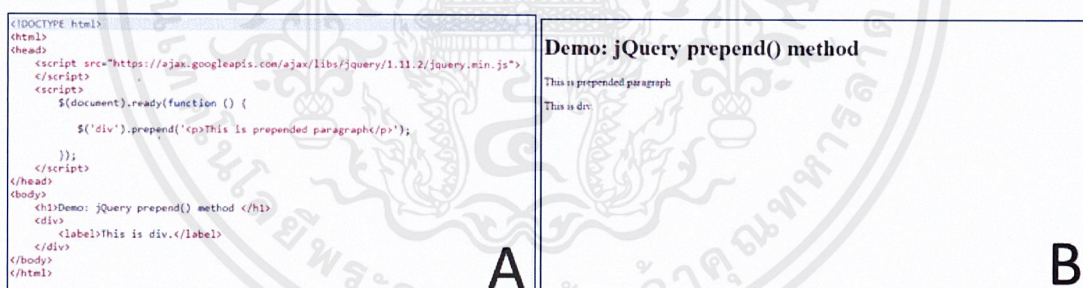 <!DOCTYPE html>
<html>
<head>
<script src="https://ajax.googleapis.com/ajax/libs/jquery/1.11.2/jquery.min.js">
</script>
<script>
$(document).ready(function () {
$('div').prepend('<p>This is prepended paragraph</p>');
});
</script>
</head>
<body>
<h1>Demo: jQuery prepend() method </h1>
<div>
<label>This is div.</label>
</div>
</body>
</html>
A
Demo: jQuery prepend() method
This is prepended paragraph
This is div.
B